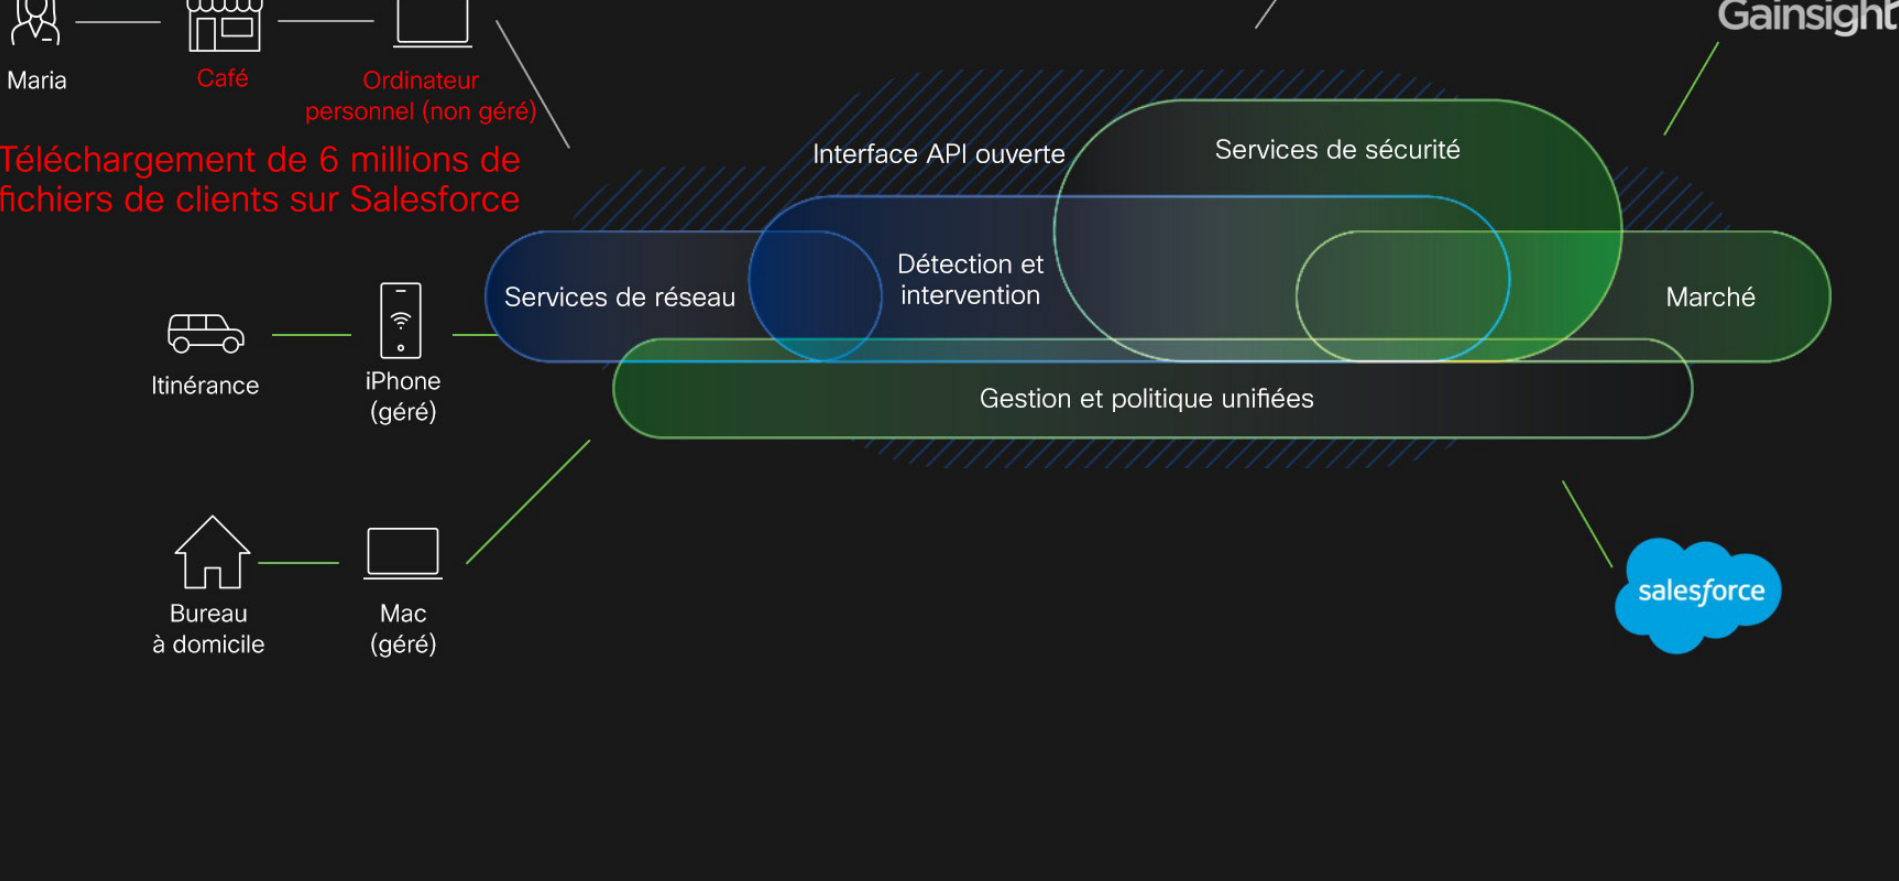 Gainsight
Maria
Café
Ordinateur
personnel (non géré)
Téléchargement de 6 millions de
fichiers de clients sur Salesforce
Interface API ouverte
Services de sécurité
Services de réseau
Détection et
intervention
Marché
Itinérance
iPhone
(géré)
Gestion et politique unifiées
Bureau
à domicile
Mac
(géré)
salesforce